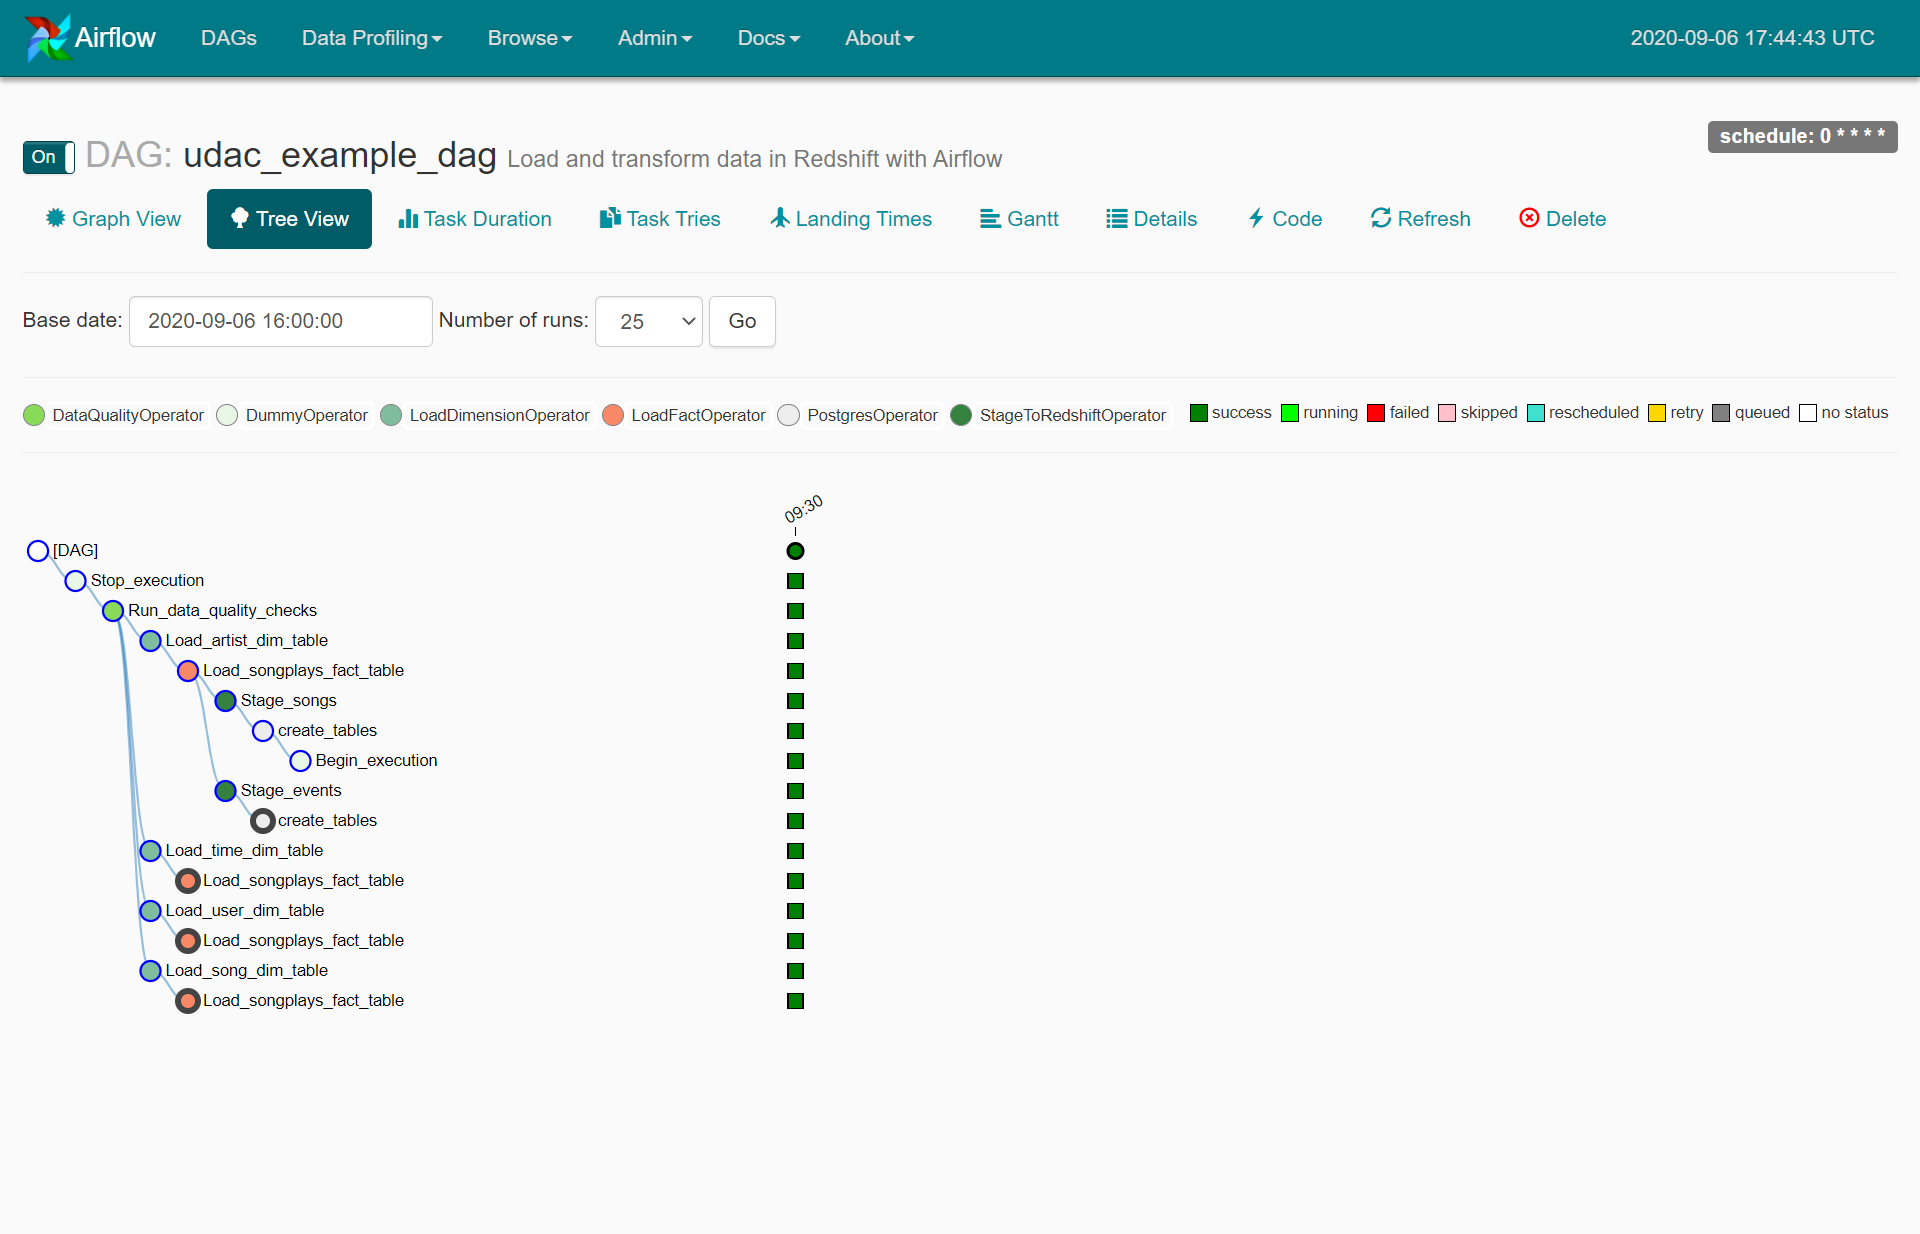 Airflow DAGs Data Profiling Browse Admin Docs About 2020-09-06 17:44:43 UTC
schedule: 0 * * * *
On DAG: udac_example_dag Load and transform data in Redshift with Airflow
Graph View Tree View Task Duration Task Tries Landing Times Gantt Details Code Refresh Delete
Base date: 2020-09-06 16:00:00 Number of runs: 25 Go
DataQualityOperator DummyOperator LoadDimensionOperator LoadFactOperator PostgresOperator StageToRedshiftOperator success running failed skipped rescheduled retry queued no status
09:30
[DAG]
Stop_execution
Run_data_quality_checks
Load_artist_dim_table
Load_songplays_fact_table
Stage_songs
create_tables
Begin_execution
Stage_events
create_tables
Load_time_dim_table
Load_songplays_fact_table
Load_user_dim_table
Load_songplays_fact_table
Load_song_dim_table
Load_songplays_fact_table